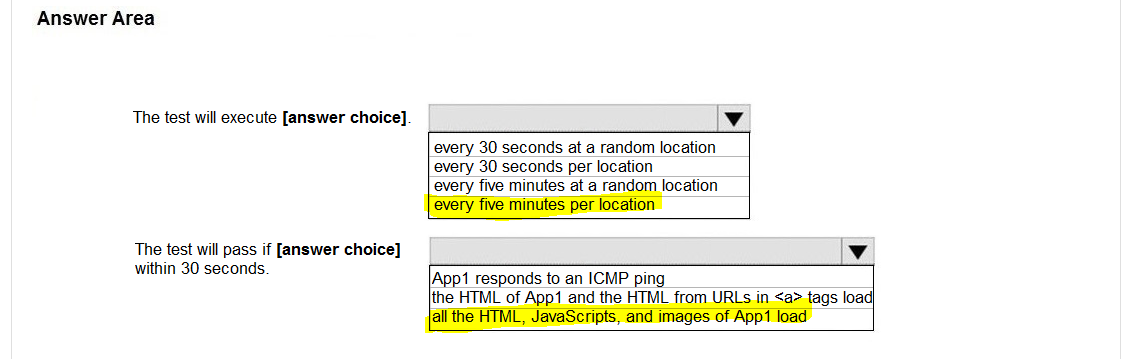 Answer Area
The test will execute [answer choice].
every 30 seconds at a random location
every 30 seconds per location
every five minutes at a random location
every five minutes per location
The test will pass if [answer choice]
within 30 seconds.
App1 responds to an ICMP ping
the HTML of App1 and the HTML from URLs in <a> tags load
all the HTML, JavaScripts, and images of App1 load